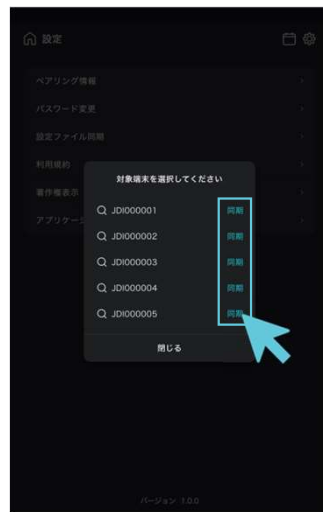 設定
ペアリング情報
パスワード変更
設定ファイル同期
利用規約
著作権表示
アプリケーシ
対象端末を選択してください
JDI000001 同期
JDI000002 同期
JDI000003 同期
JDI000004 同期
JDI000005 同期
閉じる
バージョン 1.0.0